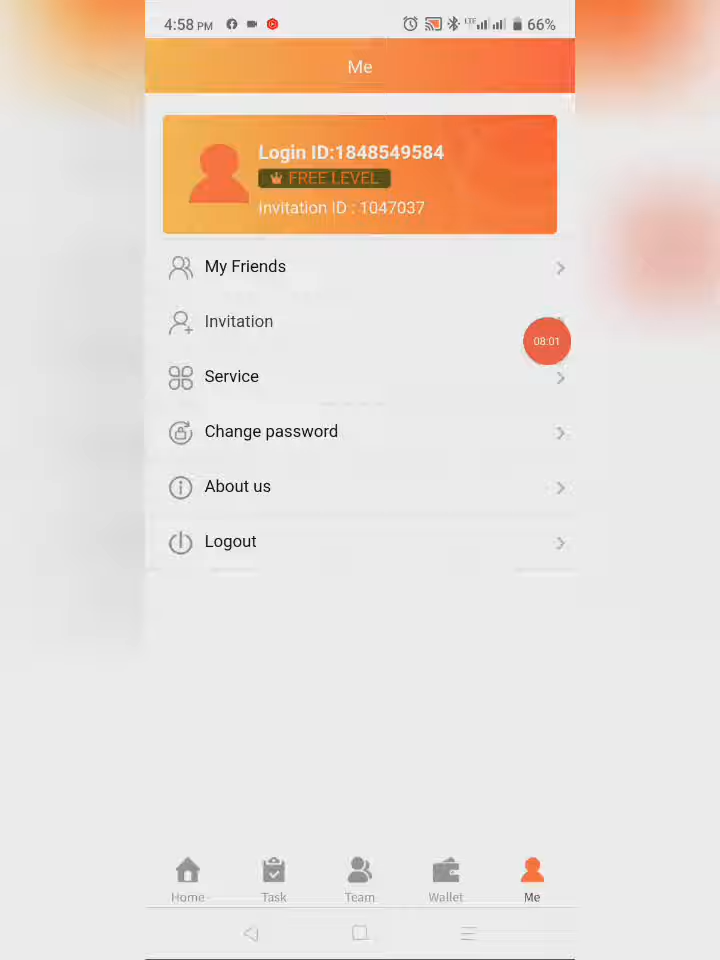 4:58 PM LTE 66%
Me
Login ID:1848549584
FREE LEVEL
Invitation ID : 1047037
My Friends
Invitation
08:01
Service
Change password
About us
Logout
Home Task Team Wallet Me